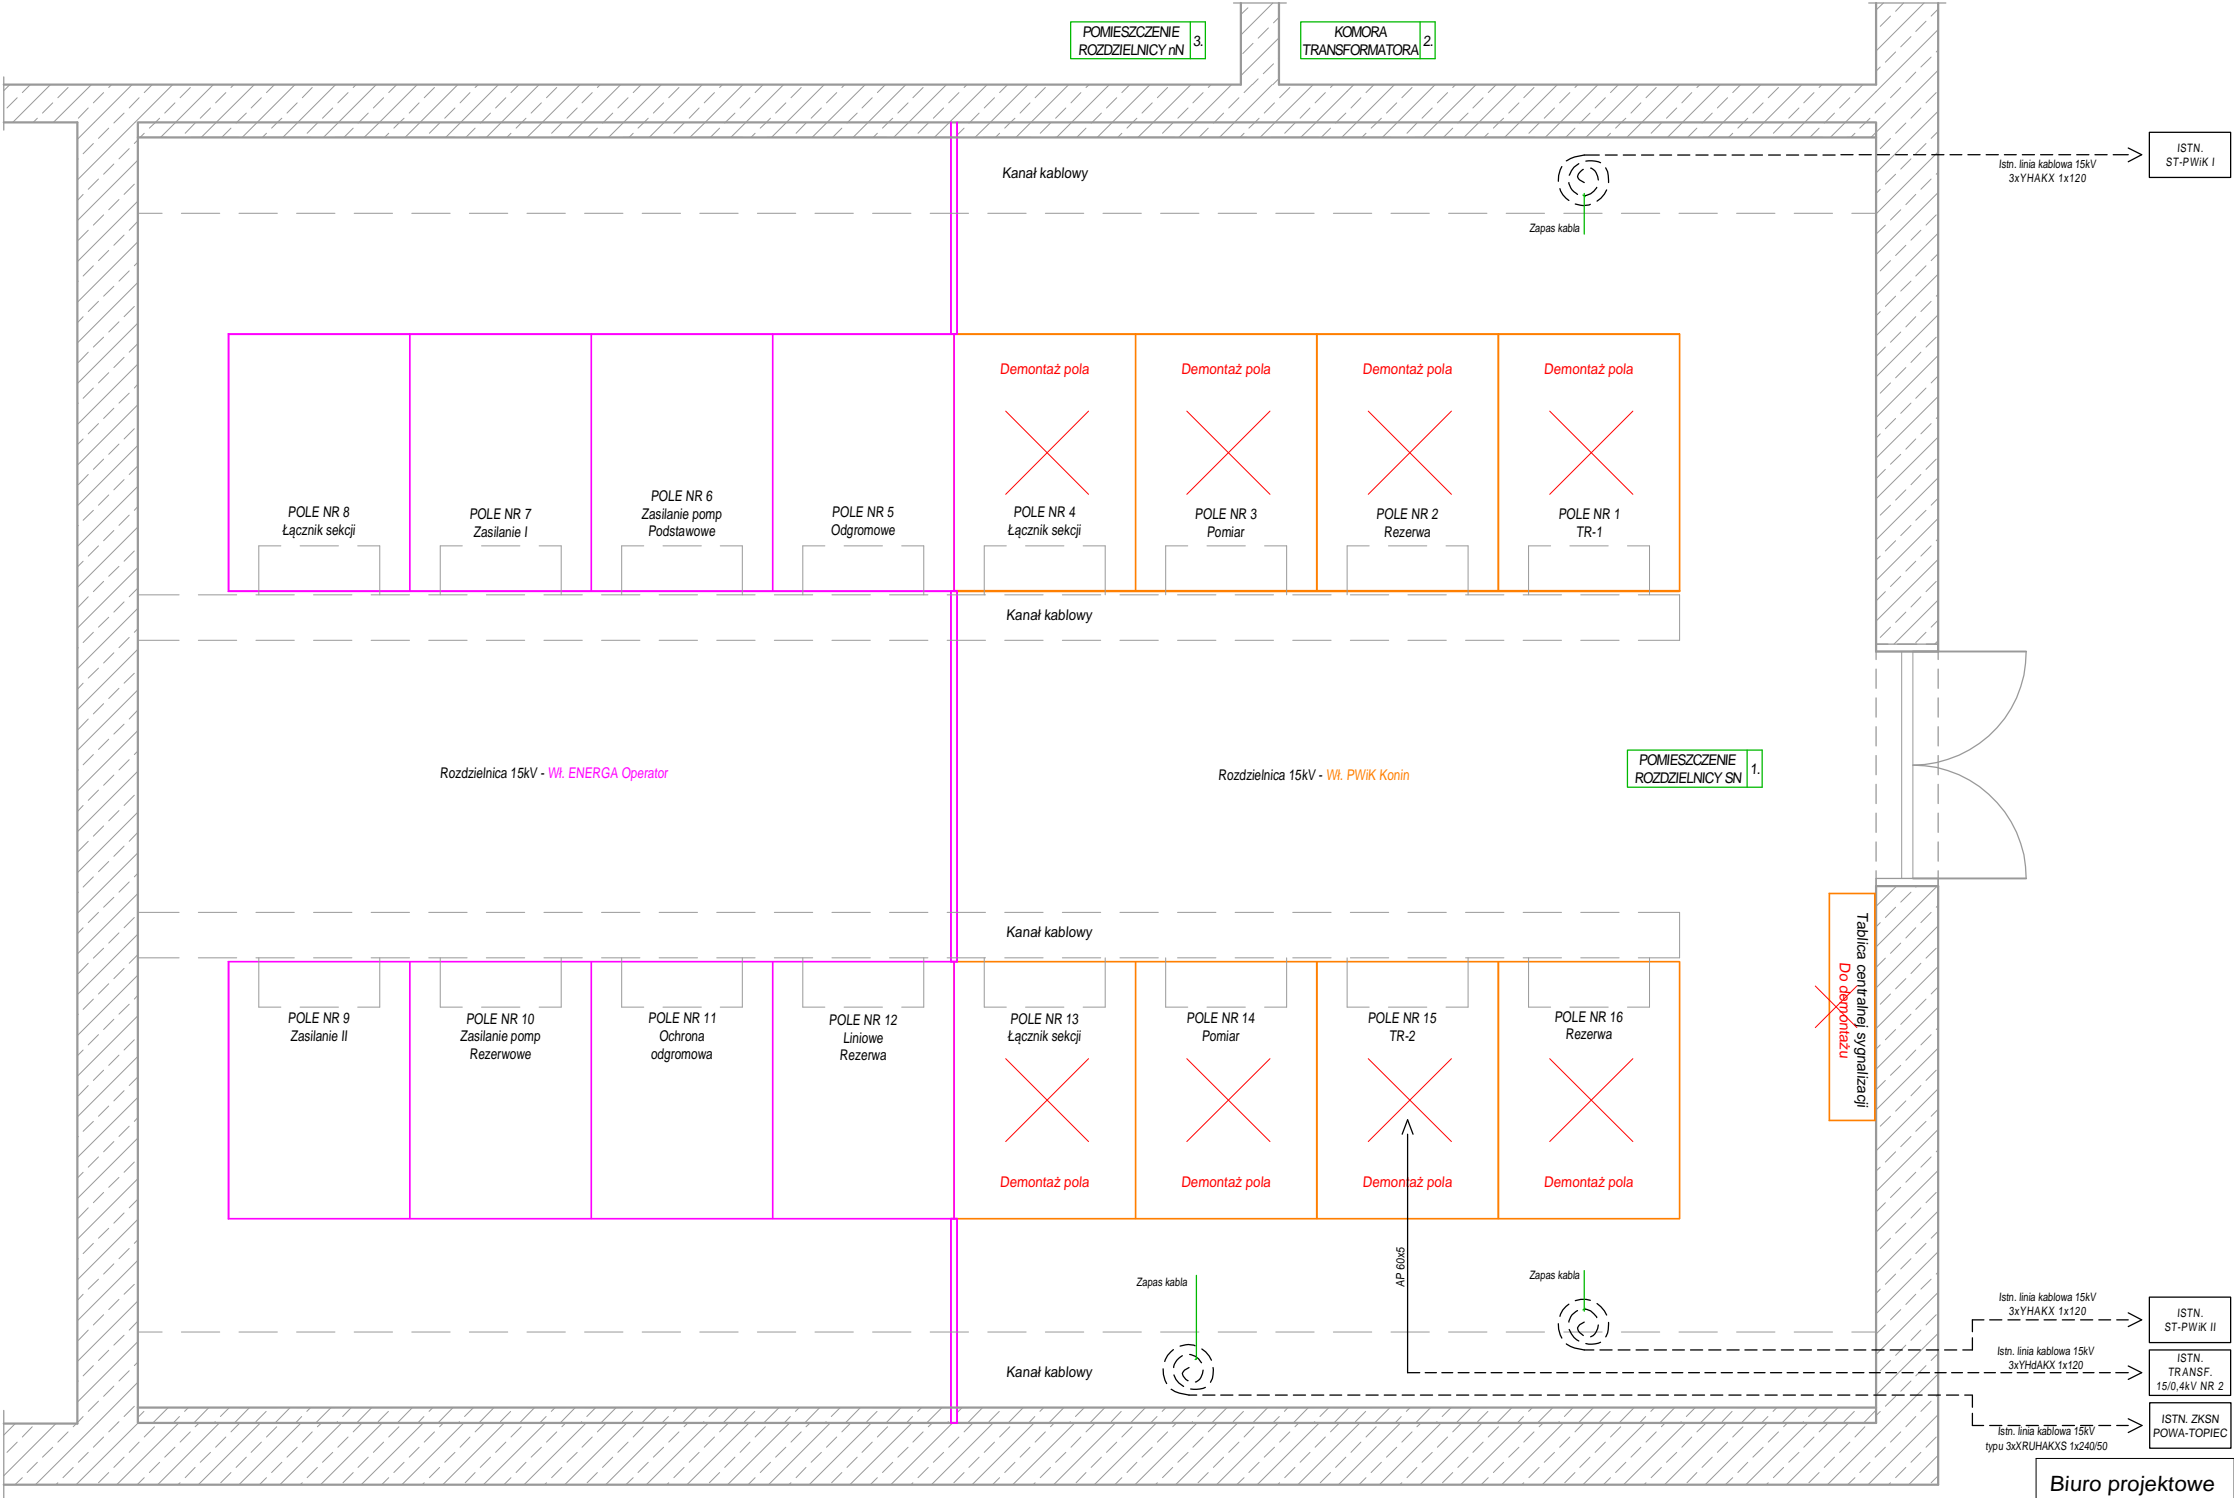 POMIESZCZENIE
ROZDZIELNICY nN
3.
KOMORA
TRANSFORMATORA
2.
Kanał kablowy
Zapas kabla
Istn. linia kablowa 15kV
3xYHAKX 1x120
ISTN.
ST-PWiK I
Demontaż pola
Demontaż pola
Demontaż pola
Demontaż pola
POLE NR 8
Łącznik sekcji
POLE NR 7
Zasilanie I
POLE NR 6
Zasilanie pomp
Podstawowe
POLE NR 5
Odgromowe
POLE NR 4
Łącznik sekcji
POLE NR 3
Pomiar
POLE NR 2
Rezerwa
POLE NR 1
TR-1
Kanał kablowy
Rozdzielnica 15kV - Wł. ENERGA Operator
Rozdzielnica 15kV - Wł. PWiK Konin
POMIESZCZENIE
ROZDZIELNICY SN
1.
Kanał kablowy
Tablica centralnej sygnalizacji
Do demontażu
POLE NR 9
Zasilanie II
POLE NR 10
Zasilanie pomp
Rezerwowe
POLE NR 11
Ochrona
odgromowa
POLE NR 12
Liniowe
Rezerwa
POLE NR 13
Łącznik sekcji
POLE NR 14
Pomiar
POLE NR 15
TR-2
POLE NR 16
Rezerwa
Demontaż pola
Demontaż pola
Demontaż pola
Demontaż pola
AP 60x5
Zapas kabla
Zapas kabla
Kanał kablowy
Istn. linia kablowa 15kV
3xYHAKX 1x120
ISTN.
ST-PWiK II
Istn. linia kablowa 15kV
3xYHdAKX 1x120
ISTN.
TRANSF.
15/0,4kV NR 2
Istn. linia kablowa 15kV
typu 3xXRUHAKXS 1x240/50
ISTN. ZKSN
POWA-TOPIEC
Biuro projektowe